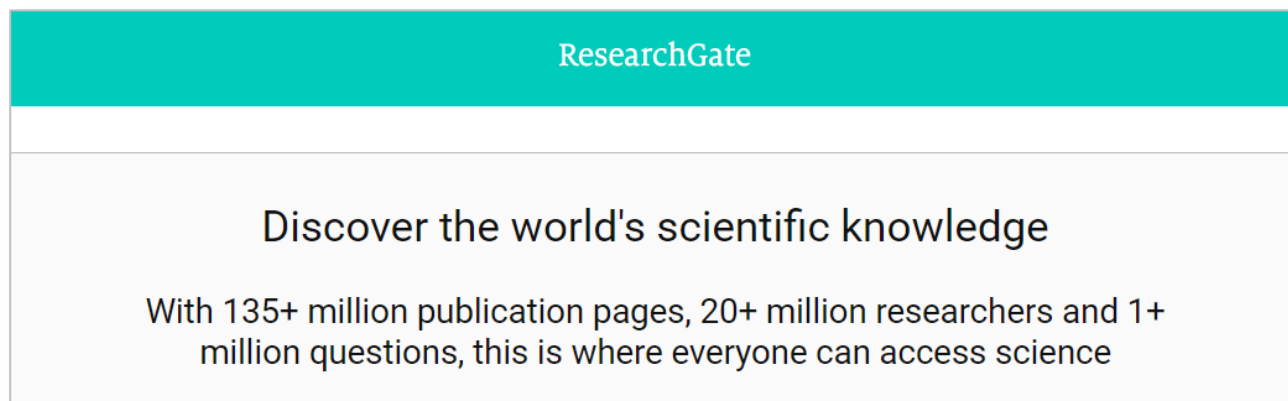 ResearchGate
Discover the world's scientific knowledge
With 135+ million publication pages, 20+ million researchers and 1+
million questions, this is where everyone can access science